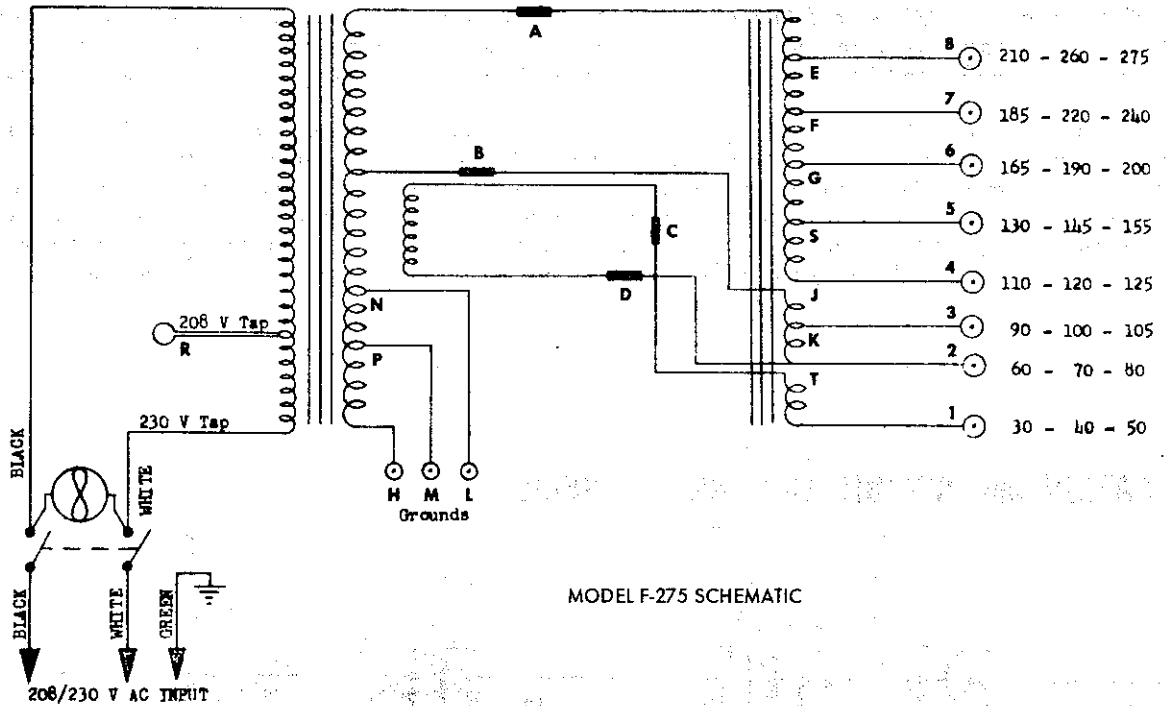 A
8 210 - 260 - 275
E
7 185 - 220 - 240
F
B
6 165 - 190 - 200
G
C
5 130 - 145 - 155
S
D
4 110 - 120 - 125
J
N
3 90 - 100 - 105
208 V Tap
R
K
P
2 60 - 70 - 80
T
230 V Tap
1 30 - 40 - 50
BLACK
WHITE
H M L
Grounds
MODEL F-275 SCHEMATIC
BLACK
WHITE
GREEN
208/230 V AC INPUT